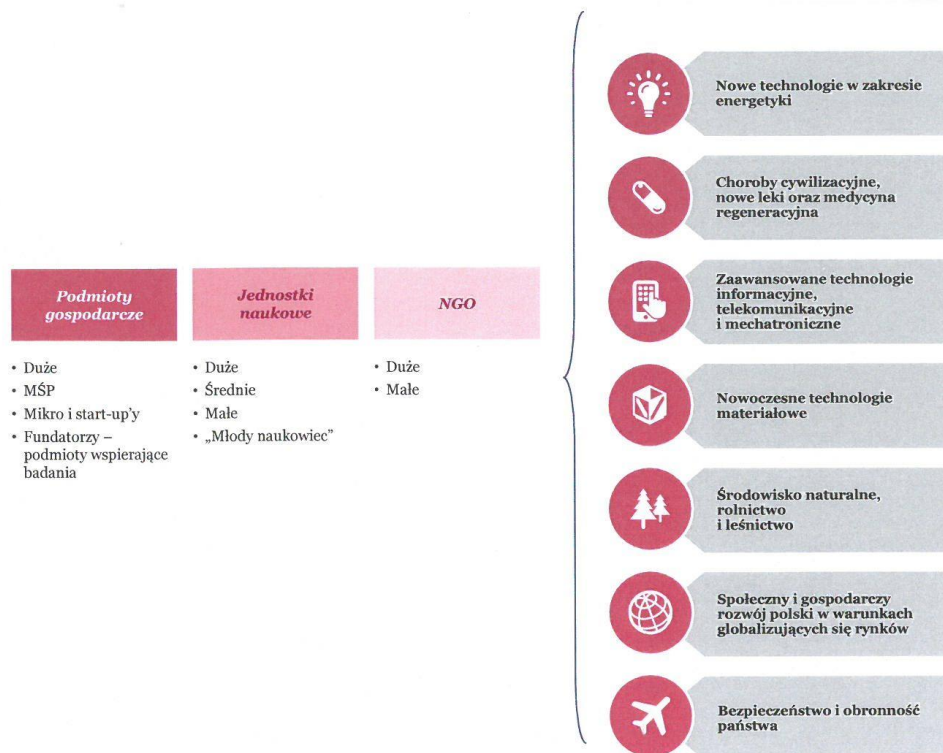 Podmioty
gospodarcze
• Duże
• MŚP
• Mikro i start-up'y
• Fundatorzy –
podmioty wspierające
badania
Jednostki
naukowe
• Duże
• Średnie
• Małe
• „Młody naukowiec”
NGO
• Duże
• Małe
Nowe technologie w zakresie
energetyki
Choroby cywilizacyjne,
nowe leki oraz medycyna
regeneracyjna
Zaawansowane technologie
informacyjne,
telekomunikacyjne
i mechatroniczne
Nowoczesne technologie
materiałowe
Środowisko naturalne,
rolnictwo
i leśnictwo
Społeczny i gospodarczy
rozwój polski w warunkach
globalizujących się rynków
Bezpieczeństwo i obronność
państwa